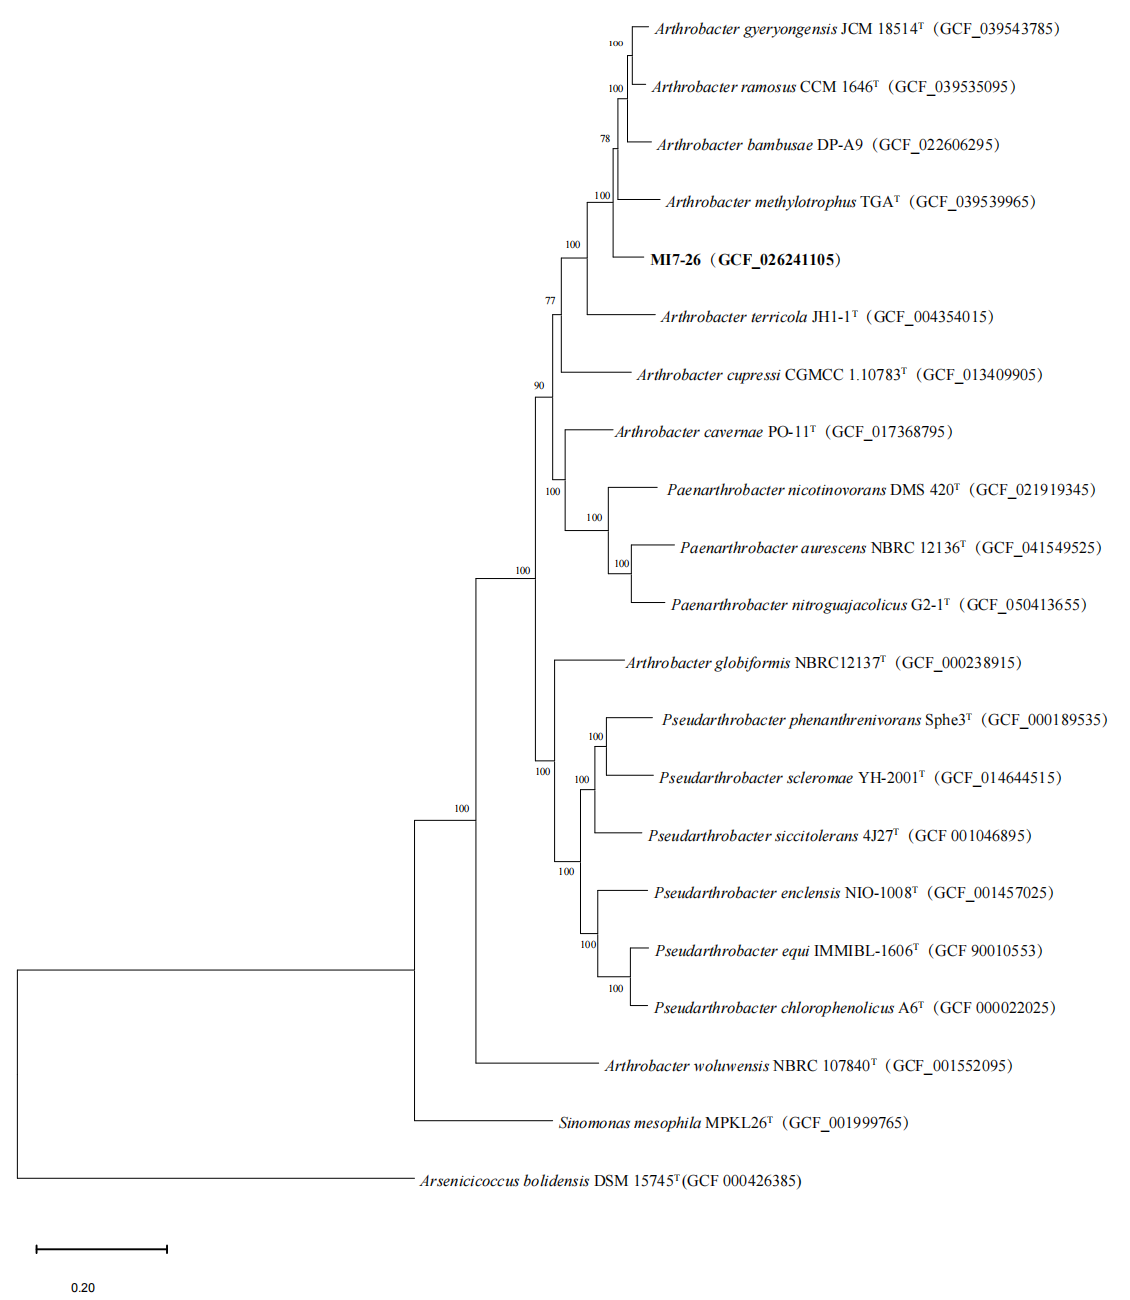 100
Arthrobacter gyeryongensis JCM 18514ᵀ（GCF_039543785）
100
Arthrobacter ramosus CCM 1646ᵀ（GCF_039535095）
78
Arthrobacter bambusae DP-A9（GCF_022606295）
100
Arthrobacter methylotrophus TGAᵀ（GCF_039539965）
100
MI7-26（GCF_026241105）
77
Arthrobacter terricola JH1-1ᵀ（GCF_004354015）
90
Arthrobacter cupressi CGMCC 1.10783ᵀ（GCF_013409905）
Arthrobacter cavernae PO-11ᵀ（GCF_017368795）
100
Paenarthrobacter nicotinovorans DMS 420ᵀ（GCF_021919345）
100
Paenarthrobacter aurescens NBRC 12136ᵀ（GCF_041549525）
100
100
Paenarthrobacter nitroguajacolicus G2-1ᵀ（GCF_050413655）
Arthrobacter globiformis NBRC12137ᵀ（GCF_000238915）
Pseudarthrobacter phenanthrenivorans Sphe3ᵀ（GCF_000189535）
100
100
100
Pseudarthrobacter scleromae YH-2001ᵀ（GCF_014644515）
100
Pseudarthrobacter siccitolerans 4J27ᵀ（GCF 001046895）
100
Pseudarthrobacter enclensis NIO-1008ᵀ（GCF_001457025）
100
Pseudarthrobacter equi IMMIBL-1606ᵀ（GCF 90010553）
100
Pseudarthrobacter chlorophenolicus A6ᵀ（GCF 000022025）
Arthrobacter woluwensis NBRC 107840ᵀ（GCF_001552095）
Sinomonas mesophila MPKL26ᵀ（GCF_001999765）
Arsenicicoccus bolidensis DSM 15745ᵀ(GCF 000426385)
0.20